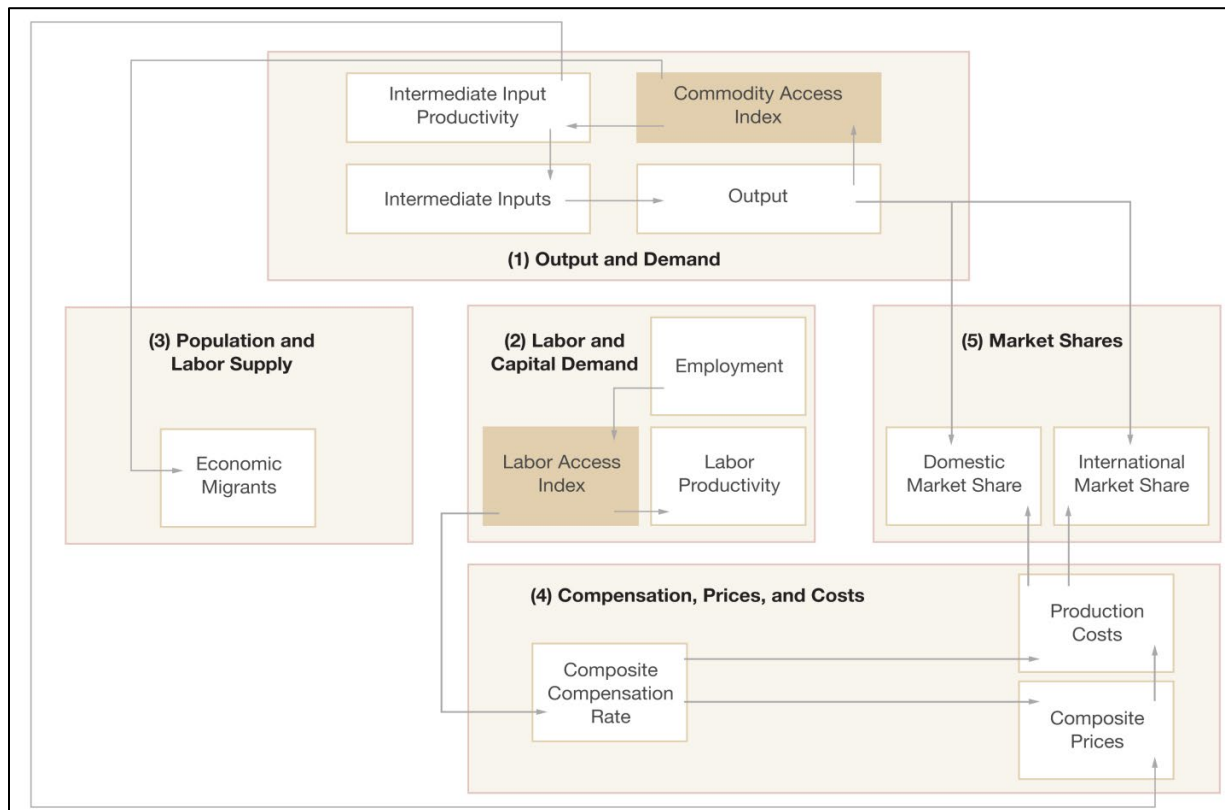 Intermediate Input
Productivity
Commodity Access
Index
Intermediate Inputs
Output
(1) Output and Demand
(3) Population and
Labor Supply
Economic
Migrants
(2) Labor and
Capital Demand
Employment
Labor Access
Index
Labor
Productivity
(5) Market Shares
Domestic
Market Share
International
Market Share
(4) Compensation, Prices, and Costs
Composite
Compensation
Rate
Production
Costs
Composite
Prices